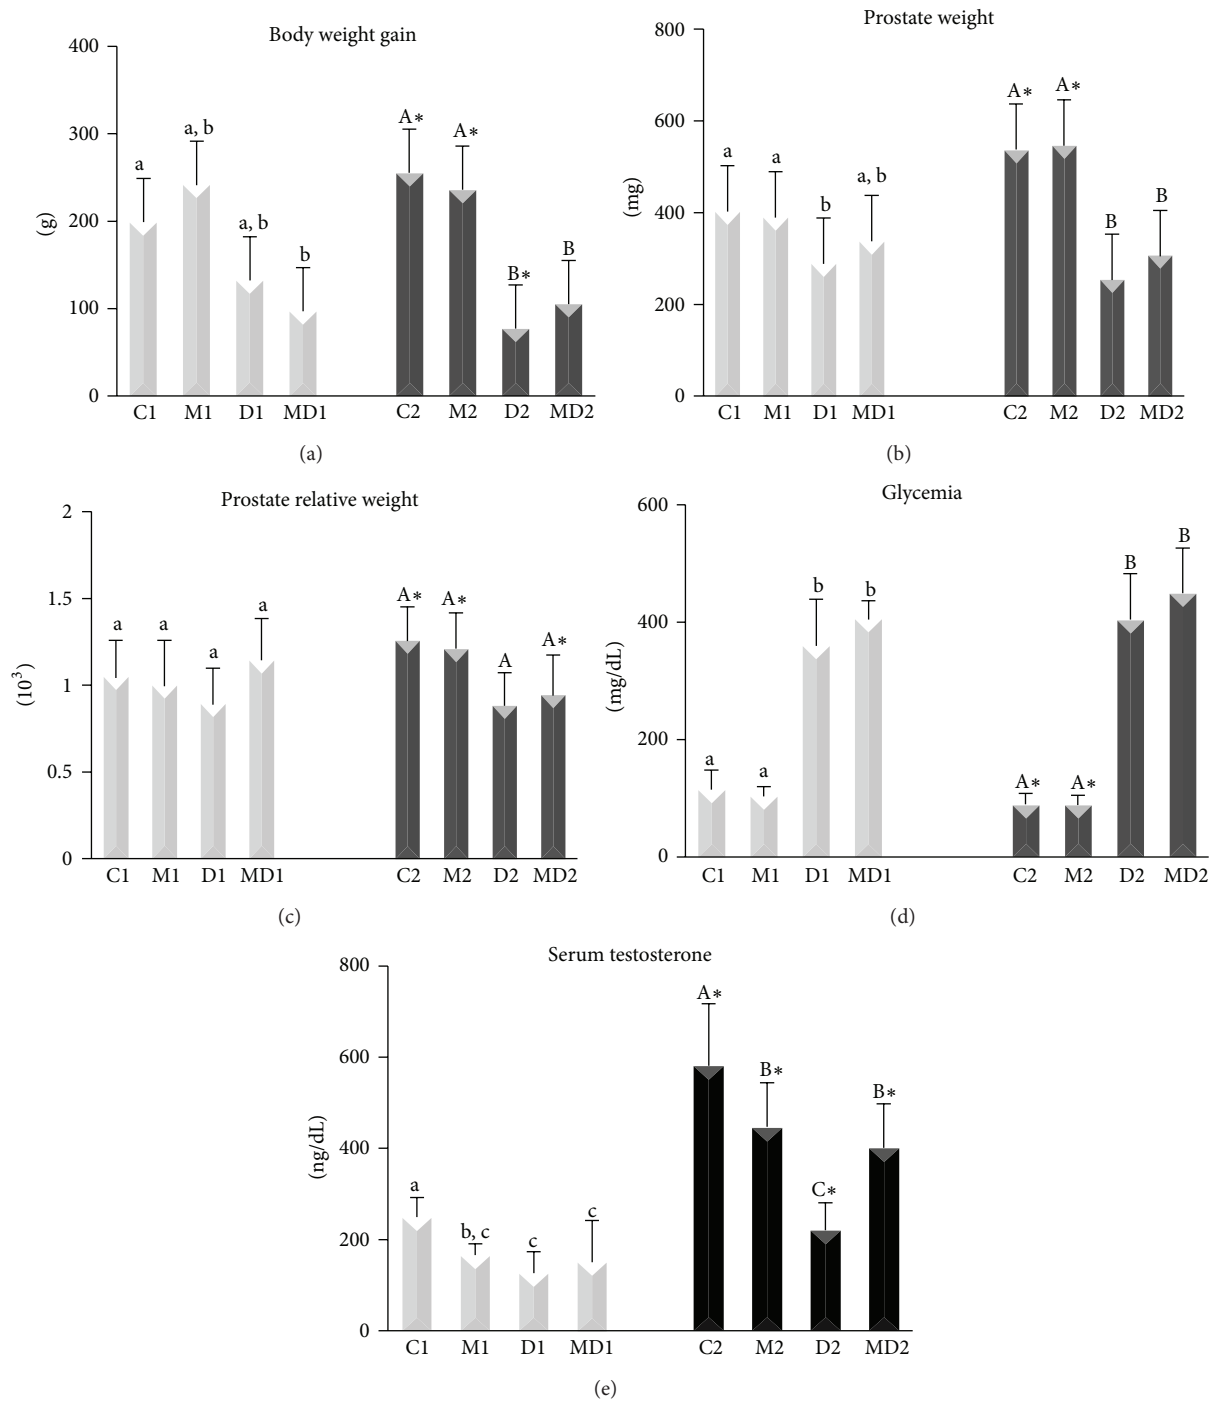 Body weight gain
400
300
200
100
0
(g)
a
a, b
a, b
b
A*
A*
B*
B
C1 M1 D1 MD1 C2 M2 D2 MD2
(a)
Prostate weight
800
600
400
200
0
(mg)
a
a
b
a, b
A*
A*
B
B
C1 M1 D1 MD1 C2 M2 D2 MD2
(b)
Prostate relative weight
2
1.5
1
0.5
0
(10³)
a
a
a
a
A*
A*
A
A*
C1 M1 D1 MD1 C2 M2 D2 MD2
(c)
Glycemia
600
400
200
0
(mg/dL)
a
a
b
b
A*
A*
B
B
C1 M1 D1 MD1 C2 M2 D2 MD2
(d)
Serum testosterone
800
600
400
200
0
(ng/dL)
a
b, c
c
c
A*
B*
C*
B*
C1 M1 D1 MD1 C2 M2 D2 MD2
(e)